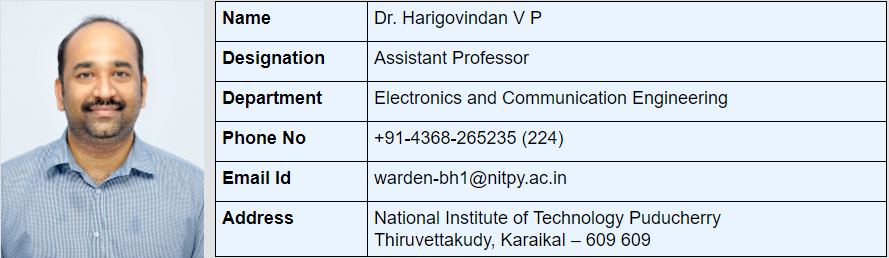 Name Dr. Harigovindan V P
Designation Assistant Professor
Department Electronics and Communication Engineering
Phone No +91-4368-265235 (224)
Email Id warden-bh1@nitpy.ac.in
Address National Institute of Technology Puducherry
Thiruvettakudy, Karaikal – 609 609